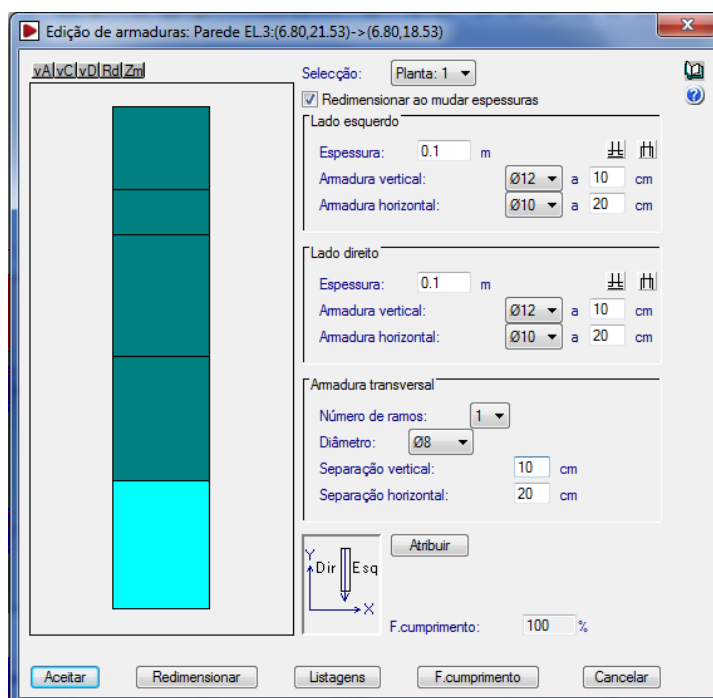 Edição de armaduras: Parede EL.3:(6.80,21.53)->(6.80,18.53)
x
vA vC vD Rd Zm
Selecção: Planta: 1
Redimensionar ao mudar espessuras
Lado esquerdo
Espessura: 0.1 m
Armadura vertical: Ø12 a 10 cm
Armadura horizontal: Ø10 a 20 cm
Lado direito
Espessura: 0.1 m
Armadura vertical: Ø12 a 10 cm
Armadura horizontal: Ø10 a 20 cm
Armadura transversal
Número de ramos: 1
Diâmetro: Ø8
Separação vertical: 10 cm
Separação horizontal: 20 cm
Y
Dir Esq
X
Atribuir
F.cumprimento: 100 %
Aceitar Redimensionar Listagens F.cumprimento Cancelar